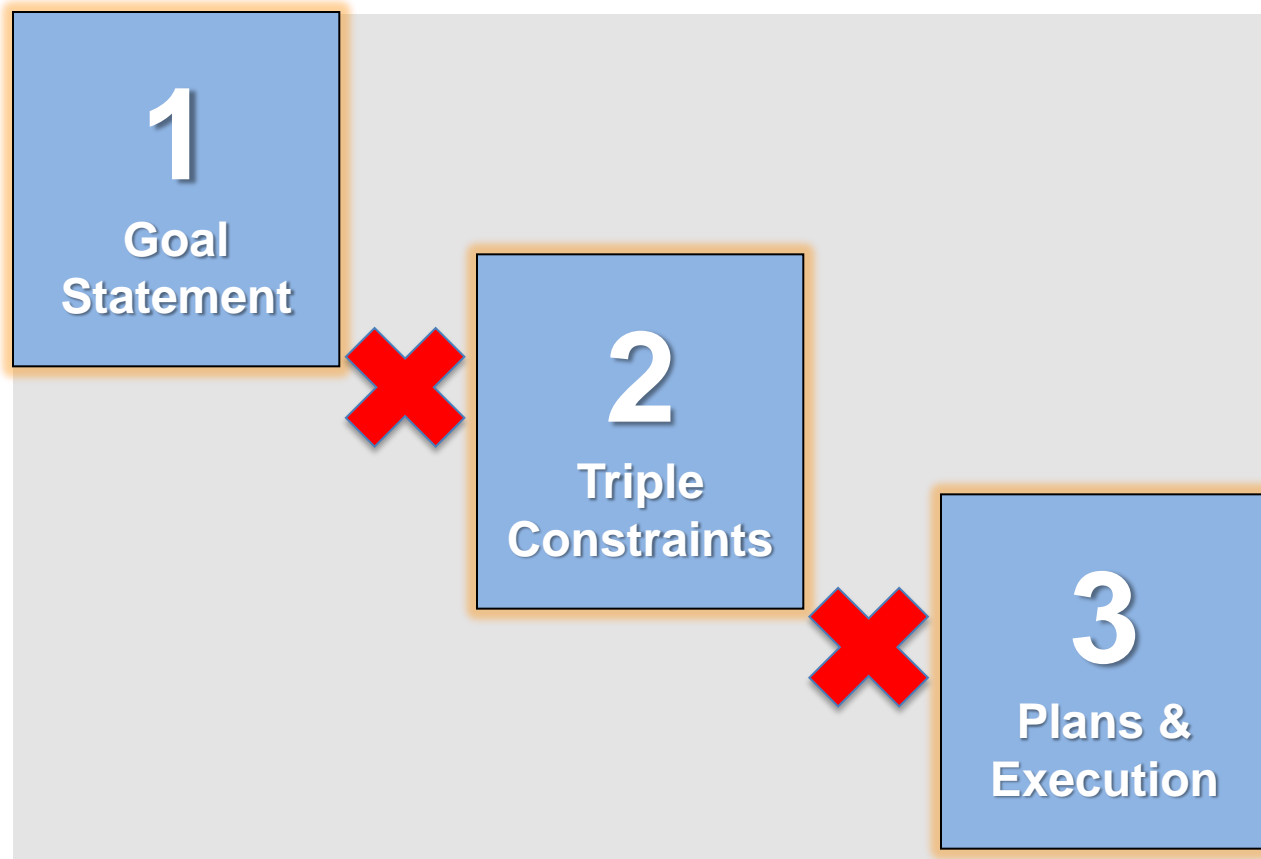 1
Goal
Statement
2
Triple
Constraints
3
Plans &
Execution